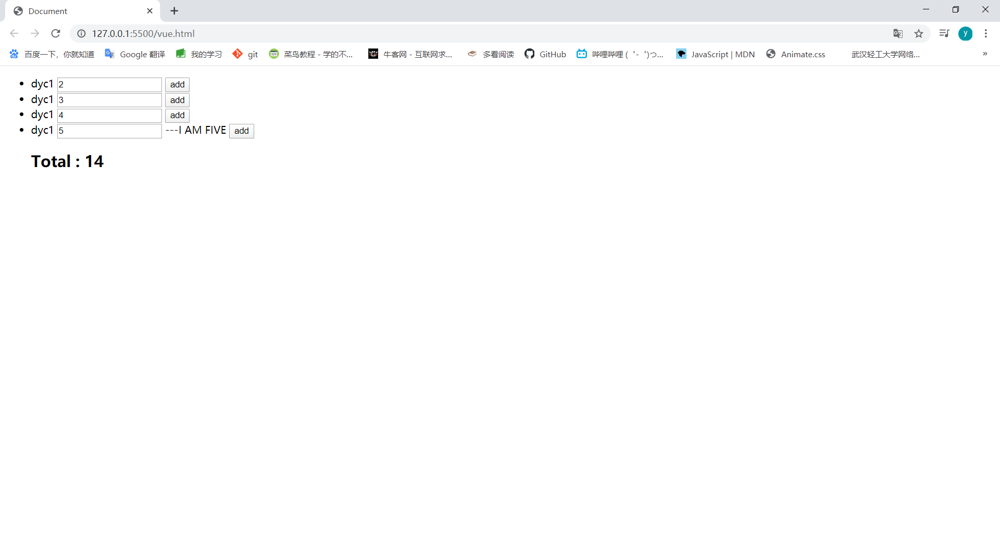 Document
127.0.0.1:5500/vue.html
y
百度一下，你就知道 Google 翻译 我的学习 git 菜鸟教程 - 学的不... 牛客网 - 互联网求... 多看阅读 GitHub 哔哩哔哩 ( ゜- ゜)つ... JavaScript | MDN Animate.css 武汉轻工大学网络... »
dyc1 2 add
dyc1 3 add
dyc1 4 add
dyc1 5 ---I AM FIVE add
Total : 14